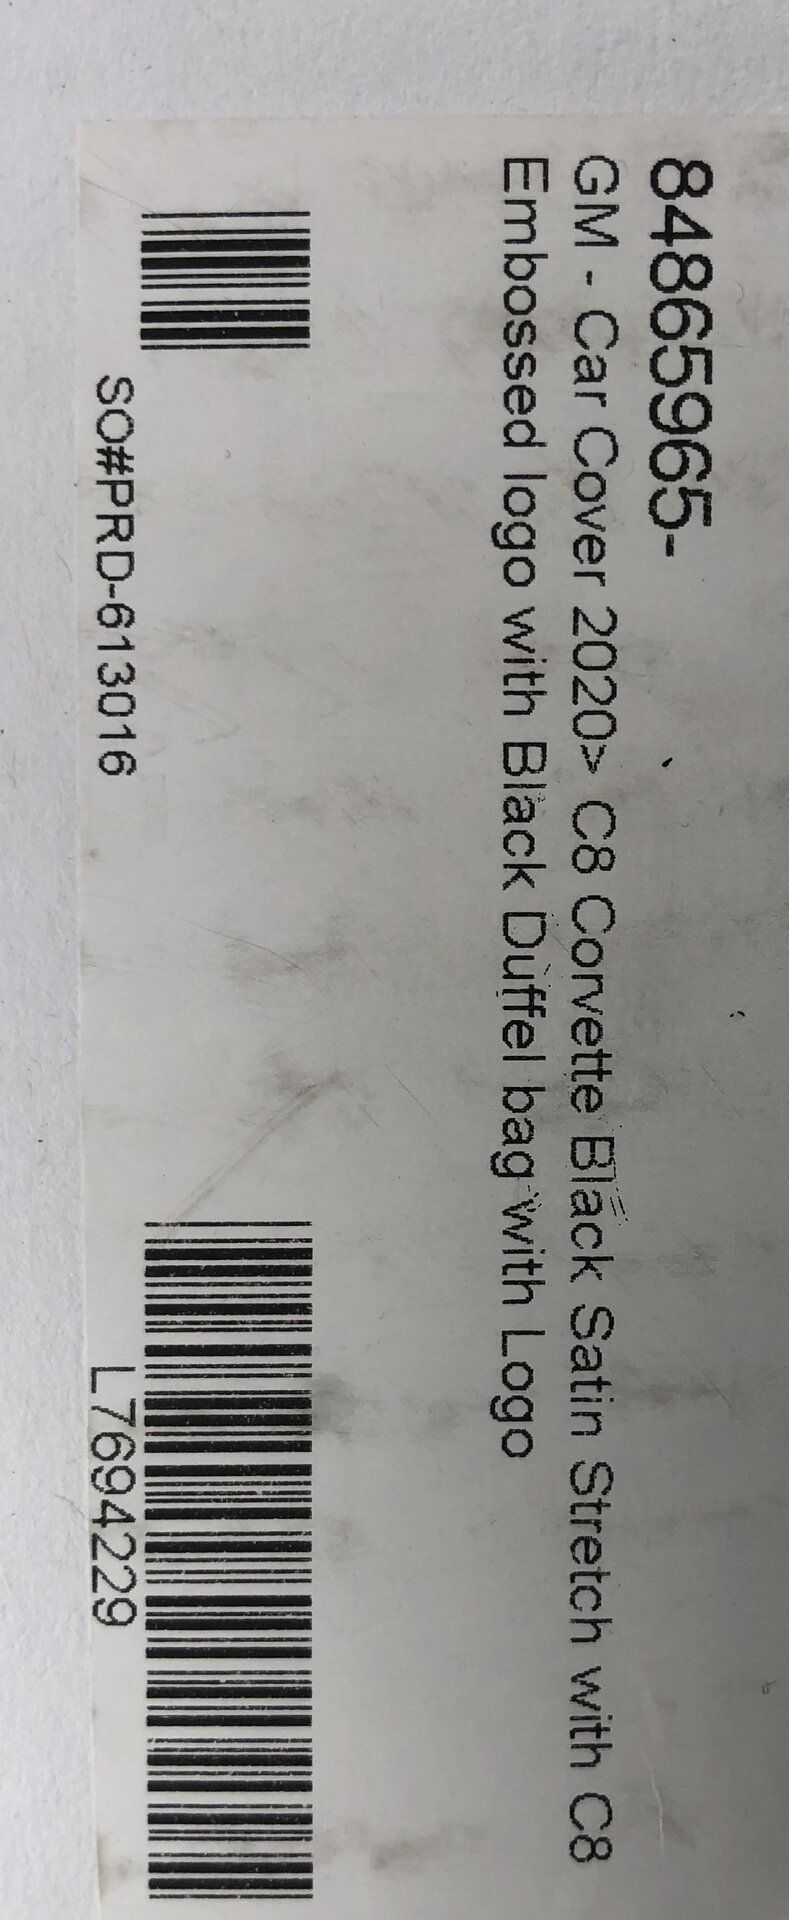 84865965-
GM - Car Cover 2020> C8 Corvette Black Satin Stretch with C8
Embossed logo with Black Duffel bag with Logo
SO#PRD-613016
L7694229